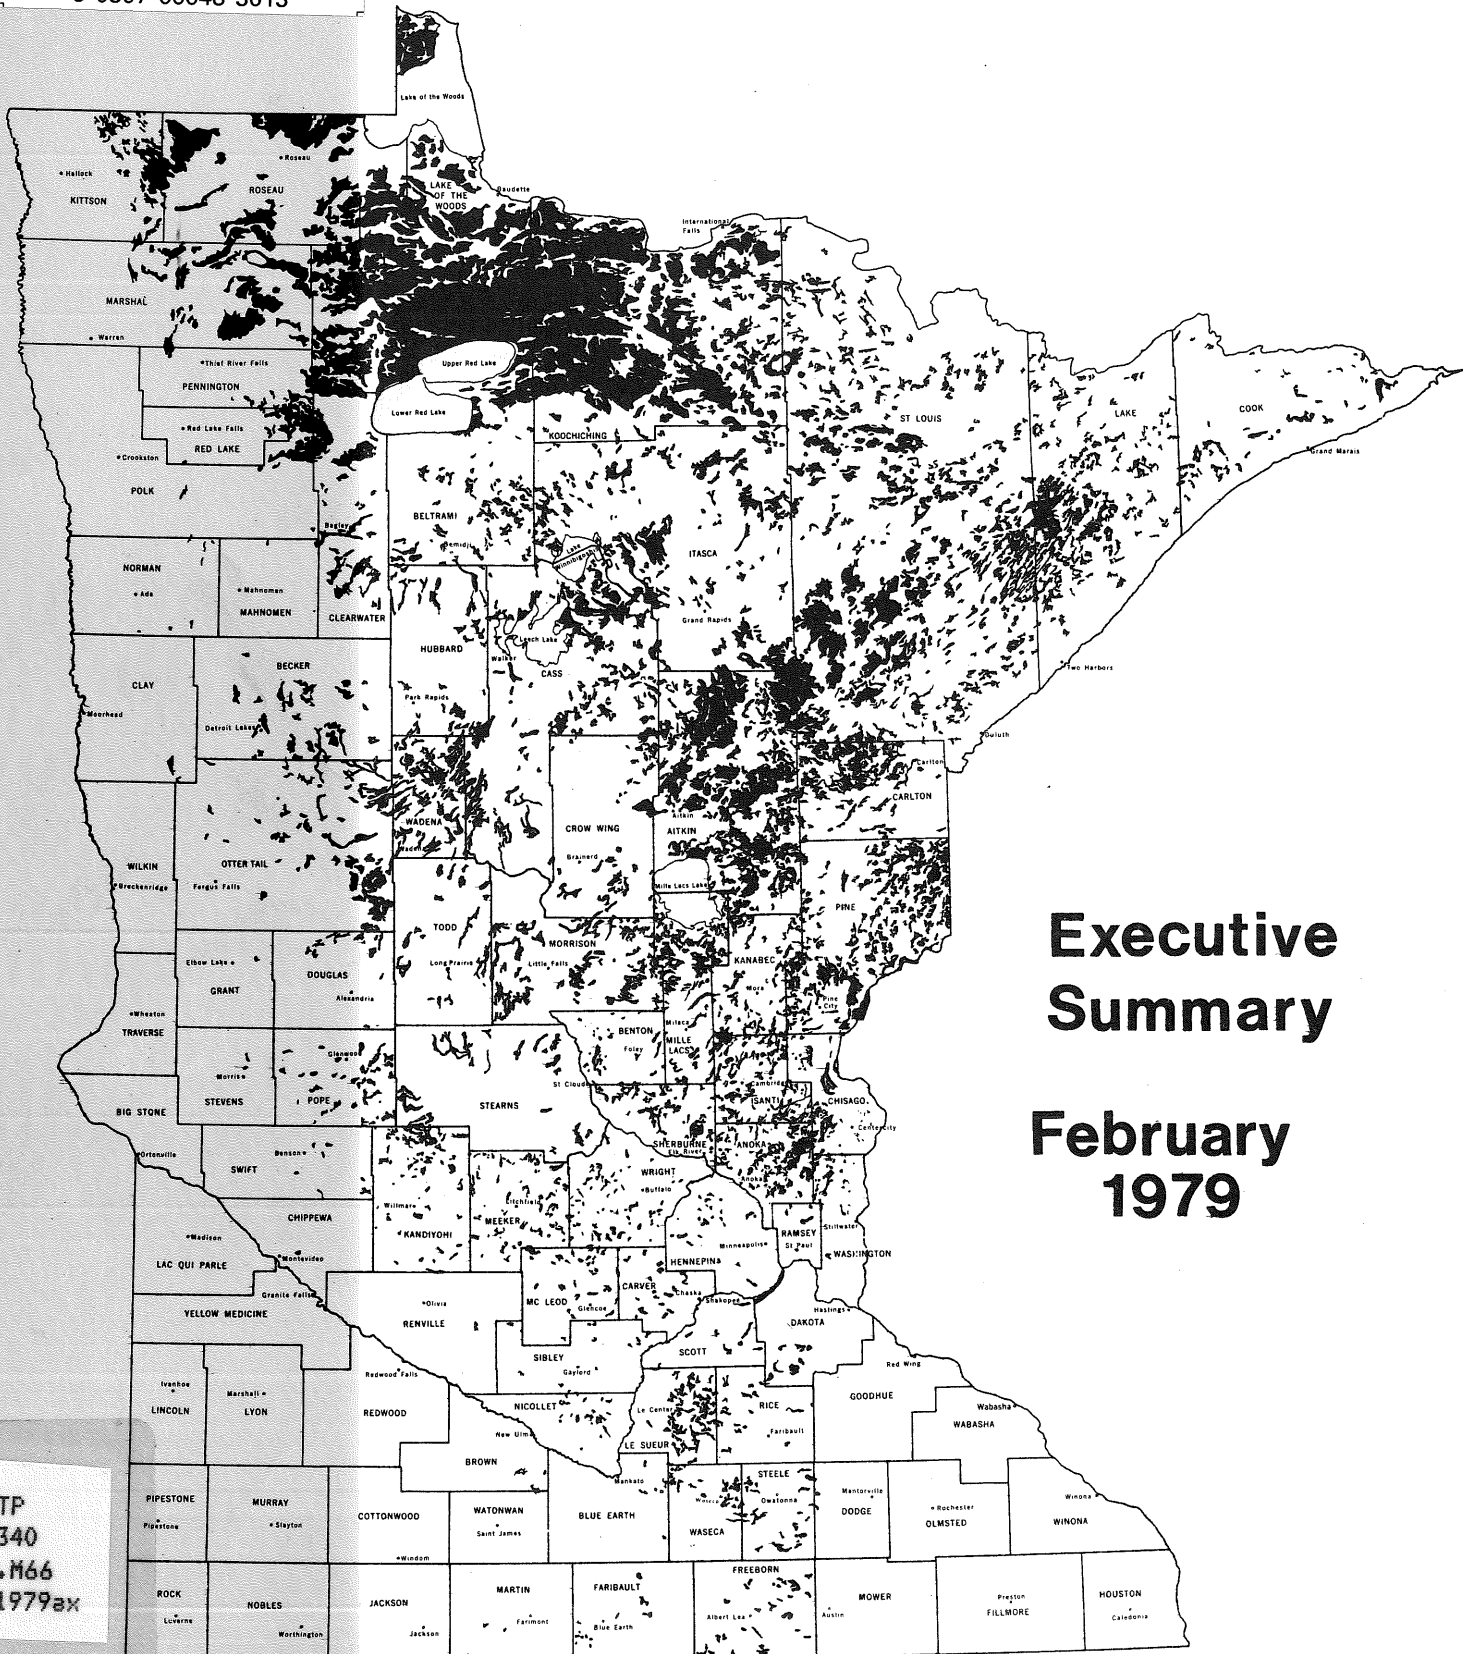 Lake of the Woods
Roseau
Hallock
ROSEAU
KITTSON
LAKE
OF THE
WOODS
Baudette
International
Falls
MARSHAL
Warren
Thief River Falls
Upper Red Lake
PENNINGTON
Lower Red Lake
Red Lake Falls
RED LAKE
Crookston
POLK
KOOCHICHING
ST LOUIS
LAKE
COOK
Grand Marais
BELTRAMI
Bagley
Bemidji
Lake
Winnibigoshish
ITASCA
NORMAN
Ada
Mahnomen
MAHNOMEN
CLEARWATER
Grand Rapids
HUBBARD
Leech Lake
Walker
CASS
BECKER
CLAY
Moorhead
Detroit Lakes
Park Rapids
Two Harbors
Duluth
Carlton
CARLTON
WADENA
Wadena
CROW WING
Brainerd
Aitkin
AITKIN
Mille Lacs Lake
WILKIN
Breckenridge
OTTER TAIL
Fergus Falls
PINE
TODD
Long Prairie
MORRISON
Little Falls
KANABEC
Mora
Pine
City
Executive
Summary
Elbow Lake
GRANT
DOUGLAS
Alexandria
Wheaton
TRAVERSE
BENTON
Foley
Milaca
MILLE
LACS
Glenwood
Morris
STEVENS
POPE
BIG STONE
St Cloud
STEARNS
Cambridge
ISANTI
CHISAGO
Centercity
February
1979
Ortonville
Benson
SWIFT
SHERBURNE
Elk River
ANOKA
Anoka
WRIGHT
Buffalo
Willmare
KANDIYOHI
Litchfield
MEEKER
CHIPPEWA
Madison
LAC QUI PARLE
Montevideo
Minneapolis
HENNEPIN
RAMSEY
St Paul
Stillwater
WASHINGTON
Granite Falls
YELLOW MEDICINE
Olivia
RENVILLE
MC LEOD
Glencoe
CARVER
Chaska
Shakopee
Hastings
DAKOTA
SIBLEY
Gaylord
SCOTT
Red Wing
Ivanhoe
LINCOLN
Marshall
LYON
Redwood Falls
REDWOOD
NICOLLET
New Ulm
Le Center
LE SUEUR
RICE
Faribault
GOODHUE
Wabasha
WABASHA
BROWN
Mankato
PIPESTONE
Pipestone
MURRAY
Slayton
COTTONWOOD
Windom
WATONWAN
Saint James
BLUE EARTH
Waseca
WASECA
STEELE
Owatonna
Mantorville
DODGE
Rochester
OLMSTED
Winona
WINONA
TP
340
.M66
1979ax
ROCK
Luverne
NOBLES
Worthington
JACKSON
Jackson
MARTIN
Fairmont
FARIBAULT
Blue Earth
FREEBORN
Albert Lea
MOWER
Austin
Preston
FILLMORE
HOUSTON
Caledonia